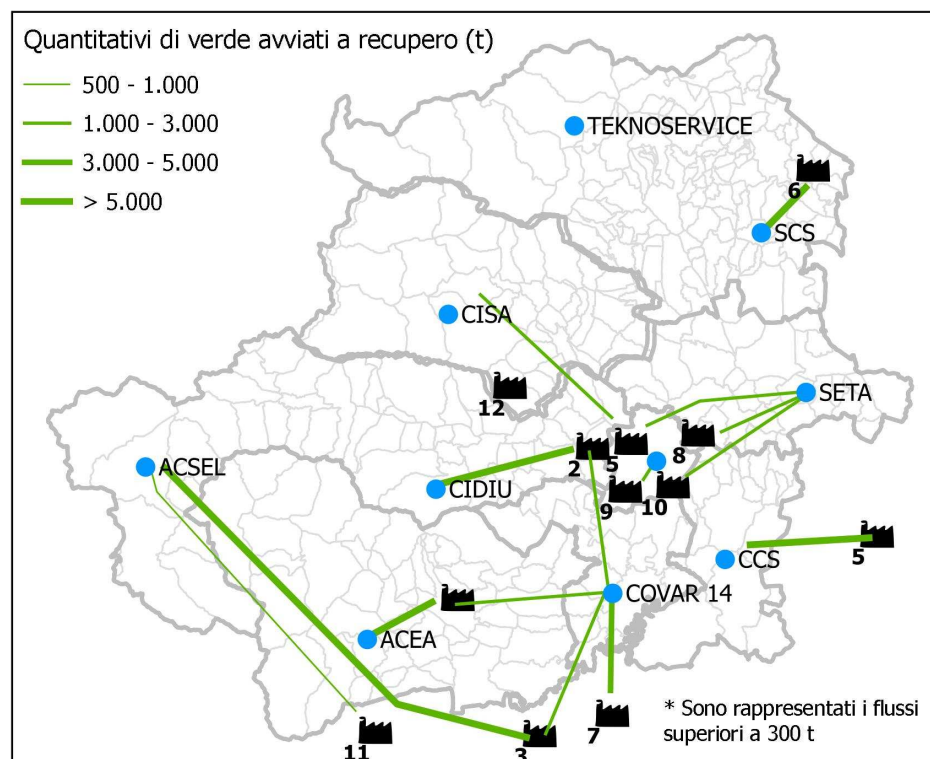 Quantitativi di verde avviati a recupero (t)
500 - 1.000
1.000 - 3.000
3.000 - 5.000
> 5.000
TEKNOSERVICE
6
SCS
CISA
12
SETA
2
5
8
ACSEL
CIDIU
9
10
CCS
5
COVAR 14
ACEA
11
3
7
* Sono rappresentati i flussi
superiori a 300 t